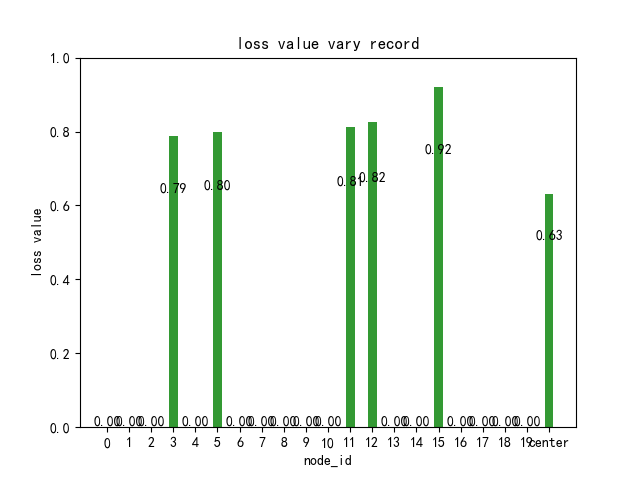 loss value vary record
1.0
0.8
0.6
0.4
0.2
0.0
loss value
0.00 0.00 0.00 0.79 0.00 0.80 0.00 0.00 0.00 0.00 0.00 0.81 0.82 0.00 0.00 0.92 0.00 0.00 0.00 0.00 0.63
0 1 2 3 4 5 6 7 8 9 10 11 12 13 14 15 16 17 18 19 center
node_id